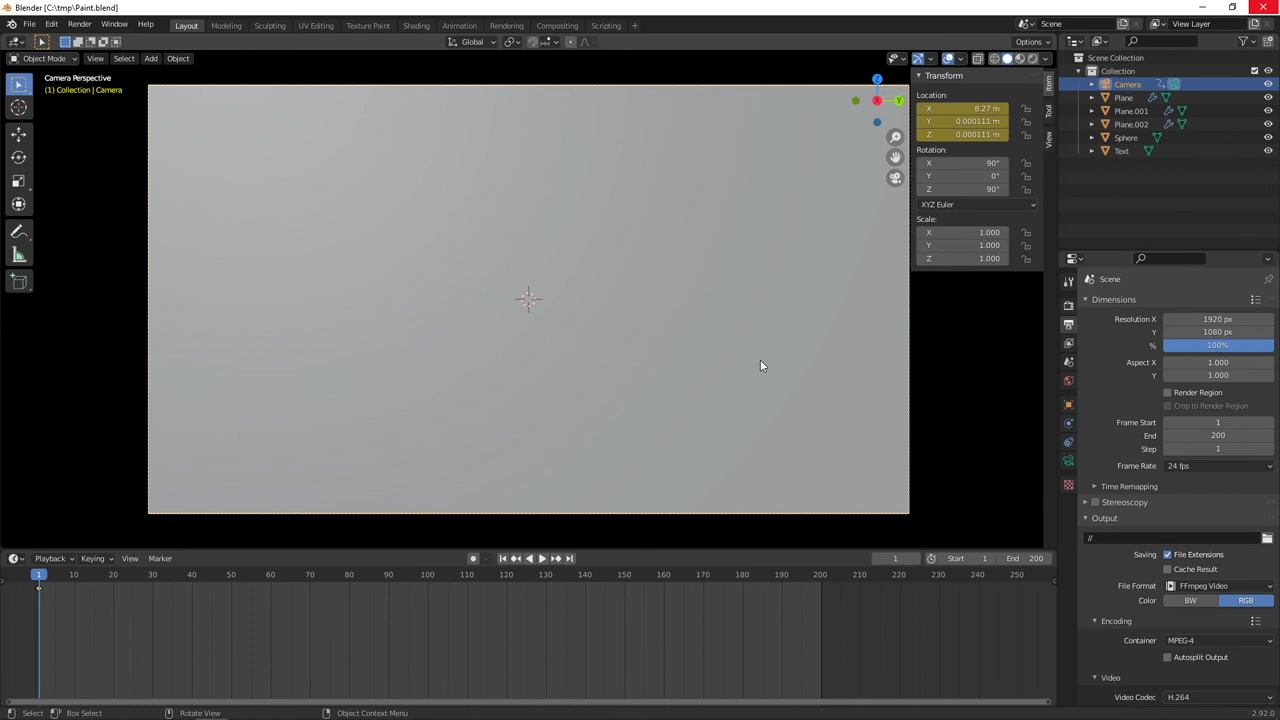 Blender [C:\tmp\Paint.blend]
File Edit Render Window Help Layout Modeling Sculpting UV Editing Texture Paint Shading Animation Rendering Compositing Scripting + Scene View Layer
Global Options
Object Mode View Select Add Object
Camera Perspective
(1) Collection | Camera
Z
X
Y
Transform
Location:
X 8.27 m
Y 0.000111 m
Z 0.000111 m
Rotation:
X 90°
Y 0°
Z 90°
XYZ Euler
Scale:
X 1.000
Y 1.000
Z 1.000
Item
Tool
View
Scene Collection
Collection
Camera
Plane
Plane.001
Plane.002
Sphere
Text
Scene
Dimensions
Resolution X 1920 px
Y 1080 px
% 100%
Aspect X 1.000
Y 1.000
Render Region
Crop to Render Region
Frame Start 1
End 200
Step 1
Frame Rate 24 fps
Time Remapping
Stereoscopy
Output
//
Saving File Extensions
Cache Result
File Format FFmpeg Video
Color BW RGB
Encoding
Container MPEG-4
Autosplit Output
Video
Video Codec H.264
Playback Keying View Marker 1 Start 1 End 200
1 10 20 30 40 50 60 70 80 90 100 110 120 130 140 150 160 170 180 190 200 210 220 230 240 250
Select Box Select Rotate View Object Context Menu 2.92.0